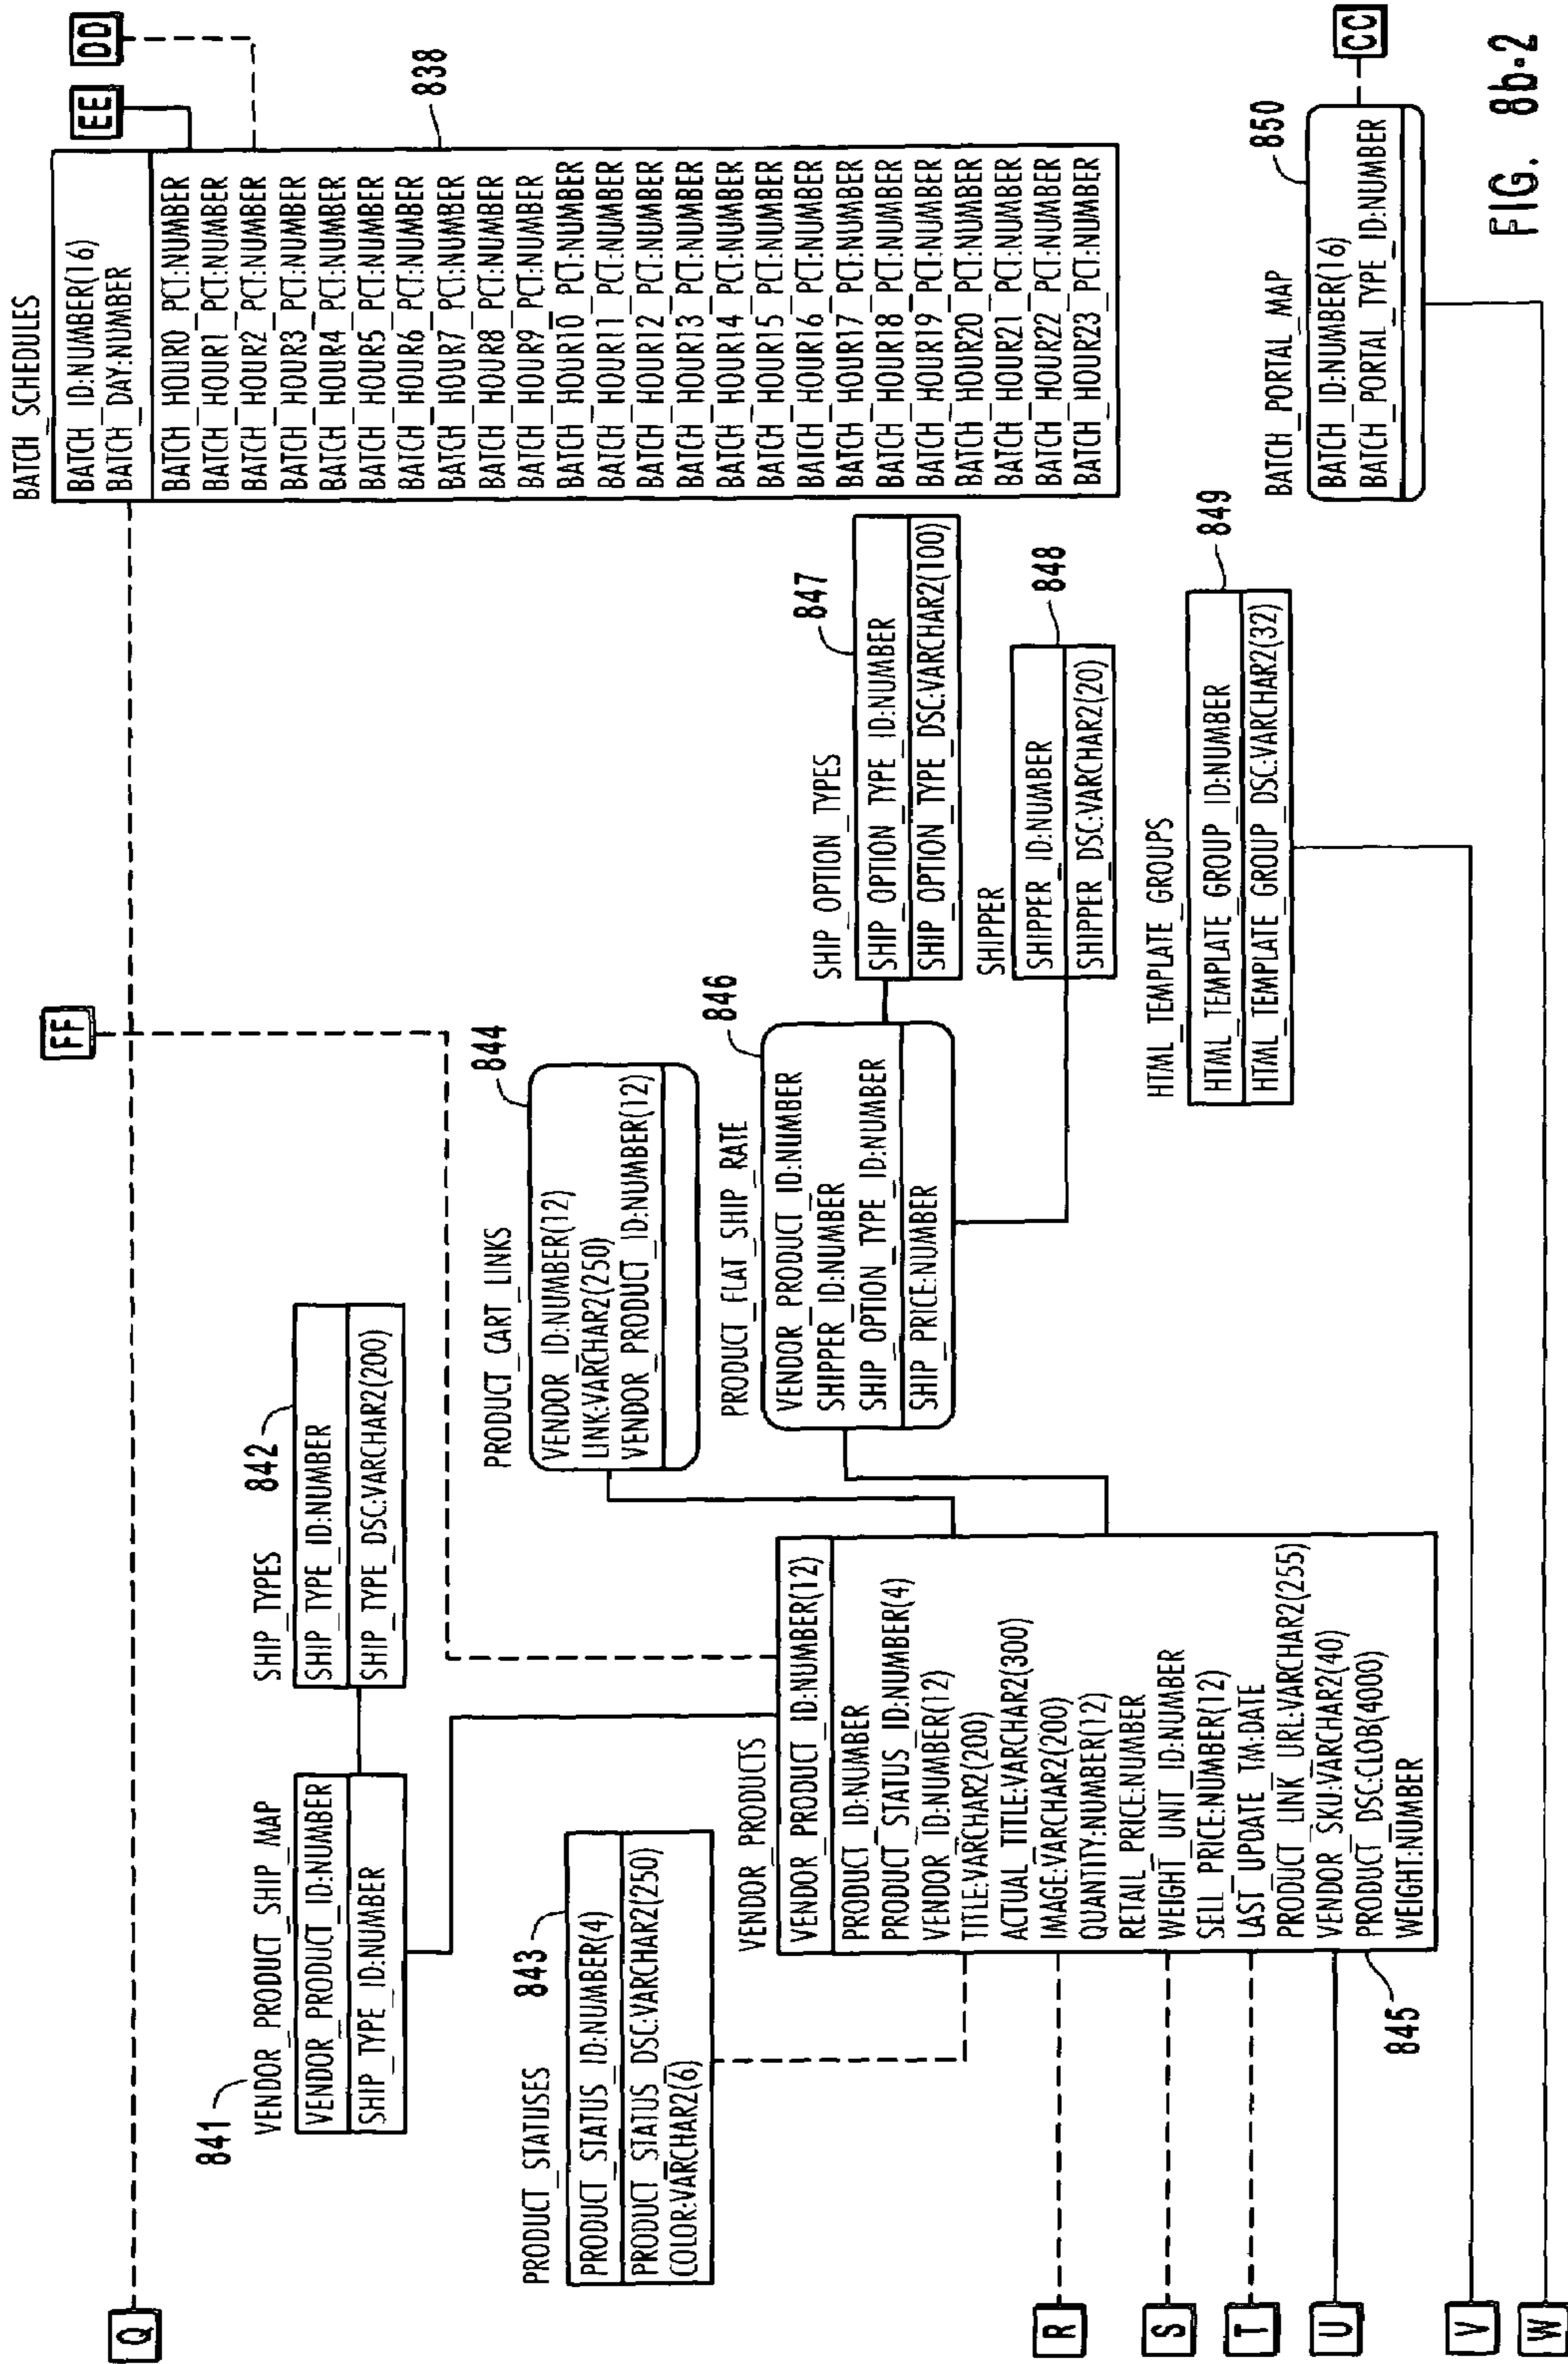 Q
FF
EE
DD
BATCH_SCHEDULES
BATCH_ID:NUMBER(16)
BATCH_DAY:NUMBER
BATCH_HOUR0_PCT:NUMBER
BATCH_HOUR1_PCT:NUMBER
BATCH_HOUR2_PCT:NUMBER
BATCH_HOUR3_PCT:NUMBER
BATCH_HOUR4_PCT:NUMBER
BATCH_HOUR5_PCT:NUMBER
BATCH_HOUR6_PCT:NUMBER
BATCH_HOUR7_PCT:NUMBER
BATCH_HOUR8_PCT:NUMBER
BATCH_HOUR9_PCT:NUMBER
BATCH_HOUR10_PCT:NUMBER
BATCH_HOUR11_PCT:NUMBER
BATCH_HOUR12_PCT:NUMBER
BATCH_HOUR13_PCT:NUMBER
BATCH_HOUR14_PCT:NUMBER
BATCH_HOUR15_PCT:NUMBER
BATCH_HOUR16_PCT:NUMBER
BATCH_HOUR17_PCT:NUMBER
BATCH_HOUR18_PCT:NUMBER
BATCH_HOUR19_PCT:NUMBER
BATCH_HOUR20_PCT:NUMBER
BATCH_HOUR21_PCT:NUMBER
BATCH_HOUR22_PCT:NUMBER
BATCH_HOUR23_PCT:NUMBER
838
841
VENDOR_PRODUCT_SHIP_MAP
VENDOR_PRODUCT_ID:NUMBER
SHIP_TYPE_ID:NUMBER
SHIP_TYPES
842
SHIP_TYPE_ID:NUMBER
SHIP_TYPE_DSC:VARCHAR2(200)
PRODUCT_STATUSES
843
PRODUCT_STATUS_ID:NUMBER(4)
PRODUCT_STATUS_DSC:VARCHAR2(250)
COLOR:VARCHAR2(6)
PRODUCT_CART_LINKS
844
VENDOR_ID:NUMBER(12)
LINK:VARCHAR2(250)
VENDOR_PRODUCT_ID:NUMBER(12)
VENDOR_PRODUCTS
VENDOR_PRODUCT_ID:NUMBER(12)
PRODUCT_ID:NUMBER
PRODUCT_STATUS_ID:NUMBER(4)
VENDOR_ID:NUMBER(12)
TITLE:VARCHAR2(200)
ACTUAL_TITLE:VARCHAR2(300)
IMAGE:VARCHAR2(200)
QUANTITY:NUMBER(12)
RETAIL_PRICE:NUMBER
WEIGHT_UNIT_ID:NUMBER
SELL_PRICE:NUMBER(12)
LAST_UPDATE_TM:DATE
PRODUCT_LINK_URL:VARCHAR2(255)
VENDOR_SKU:VARCHAR2(40)
PRODUCT_DSC:CLOB(4000)
WEIGHT:NUMBER
845
PRODUCT_FLAT_SHIP_RATE
846
VENDOR_PRODUCT_ID:NUMBER
SHIPPER_ID:NUMBER
SHIP_OPTION_TYPE_ID:NUMBER
SHIP_PRICE:NUMBER
SHIP_OPTION_TYPES
847
SHIP_OPTION_TYPE_ID:NUMBER
SHIP_OPTION_TYPE_DSC:VARCHAR2(100)
SHIPPER
848
SHIPPER_ID:NUMBER
SHIPPER_DSC:VARCHAR2(20)
HTML_TEMPLATE_GROUPS
849
HTML_TEMPLATE_GROUP_ID:NUMBER
HTML_TEMPLATE_GROUP_DSC:VARCHAR2(32)
BATCH_PORTAL_MAP
850
BATCH_ID:NUMBER(16)
BATCH_PORTAL_TYPE_ID:NUMBER
CC
R
S
T
U
V
W
FIG. 8b-2